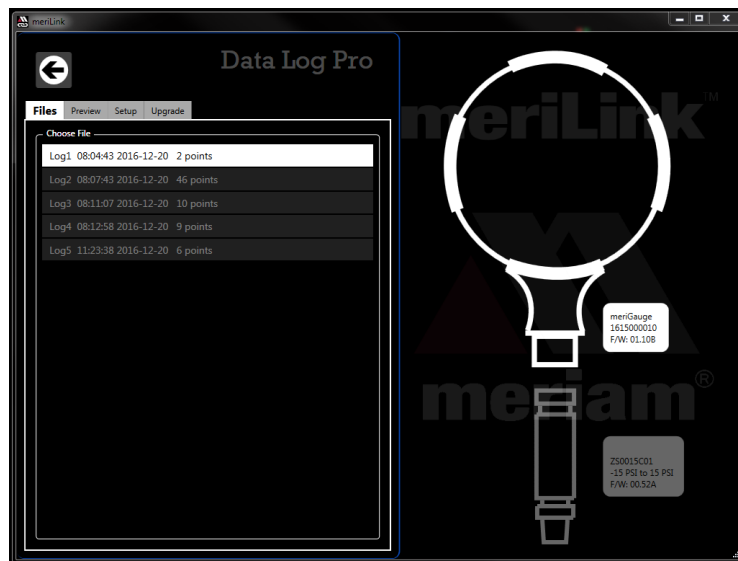 meriLink
Data Log Pro
Files Preview Setup Upgrade
Choose File
Log1 08:04:43 2016-12-20 2 points
Log2 08:07:43 2016-12-20 46 points
Log3 08:11:07 2016-12-20 10 points
Log4 08:12:58 2016-12-20 9 points
Log5 11:23:38 2016-12-20 6 points
meriLink™
meriGauge
1615000010
F/W: 01.10B
meriam®
ZS0015C01
-15 PSI to 15 PSI
F/W: 00.52A